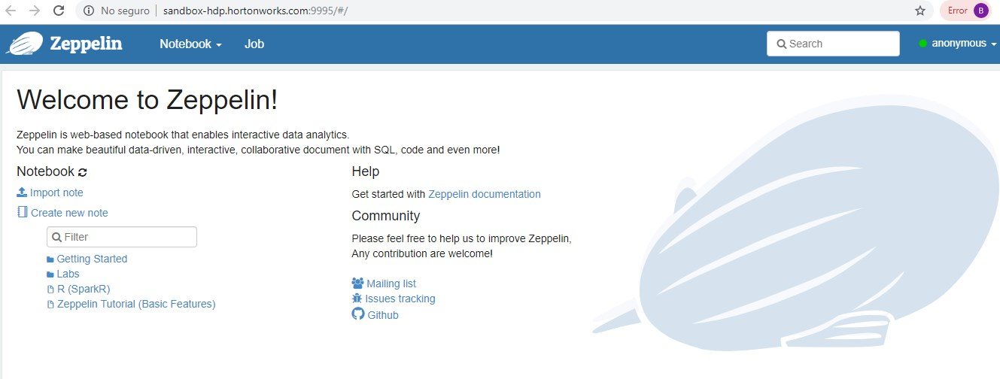 No seguro | sandbox-hdp.hortonworks.com:9995/#/
Error B
Zeppelin
Notebook
Job
Search
anonymous
Welcome to Zeppelin!
Zeppelin is web-based notebook that enables interactive data analytics.
You can make beautiful data-driven, interactive, collaborative document with SQL, code and even more!
Notebook
Import note
Create new note
Filter
Getting Started
Labs
R (SparkR)
Zeppelin Tutorial (Basic Features)
Help
Get started with Zeppelin documentation
Community
Please feel free to help us to improve Zeppelin,
Any contribution are welcome!
Mailing list
Issues tracking
Github